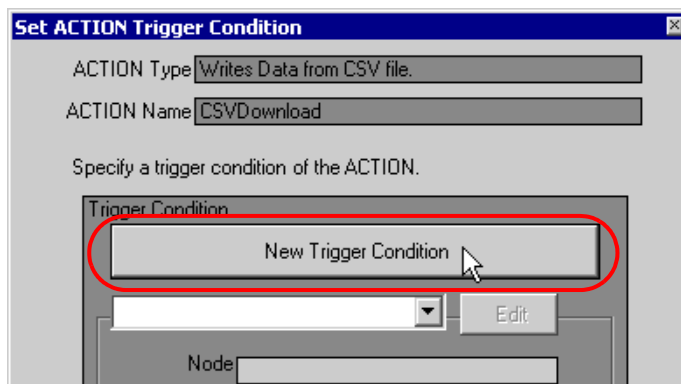 Set ACTION Trigger Condition
ACTION Type Writes Data from CSV file.
ACTION Name CSVDownload
Specify a trigger condition of the ACTION.
Trigger Condition
New Trigger Condition
Edit
Node